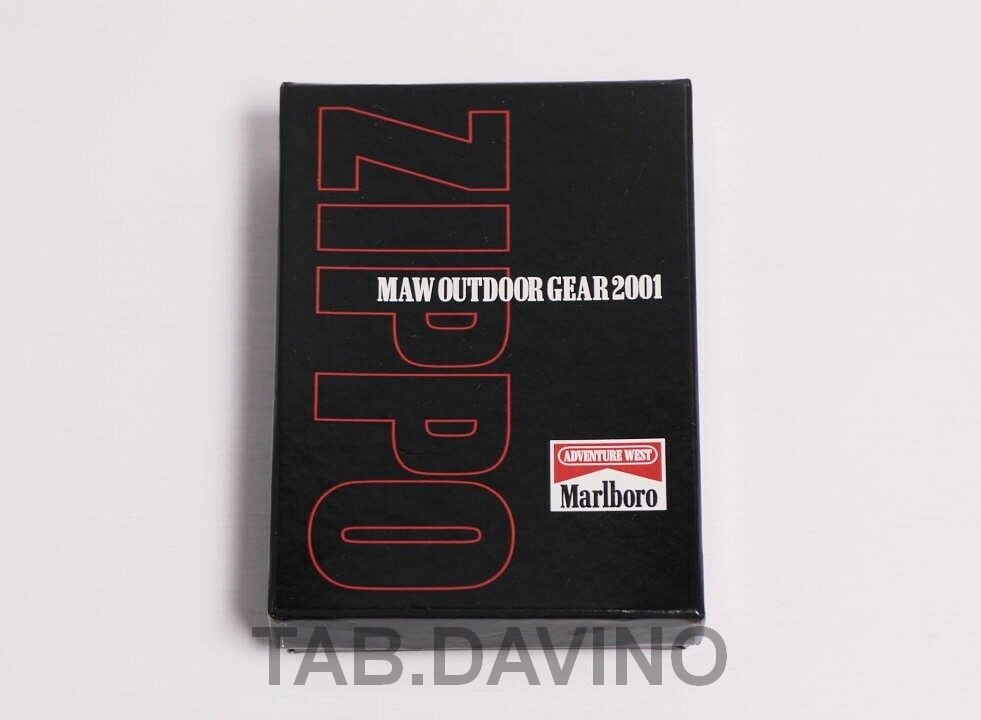 ZIPPO
MAW OUTDOOR GEAR 2001
ADVENTURE WEST
Marlboro
TAB.DAVINO